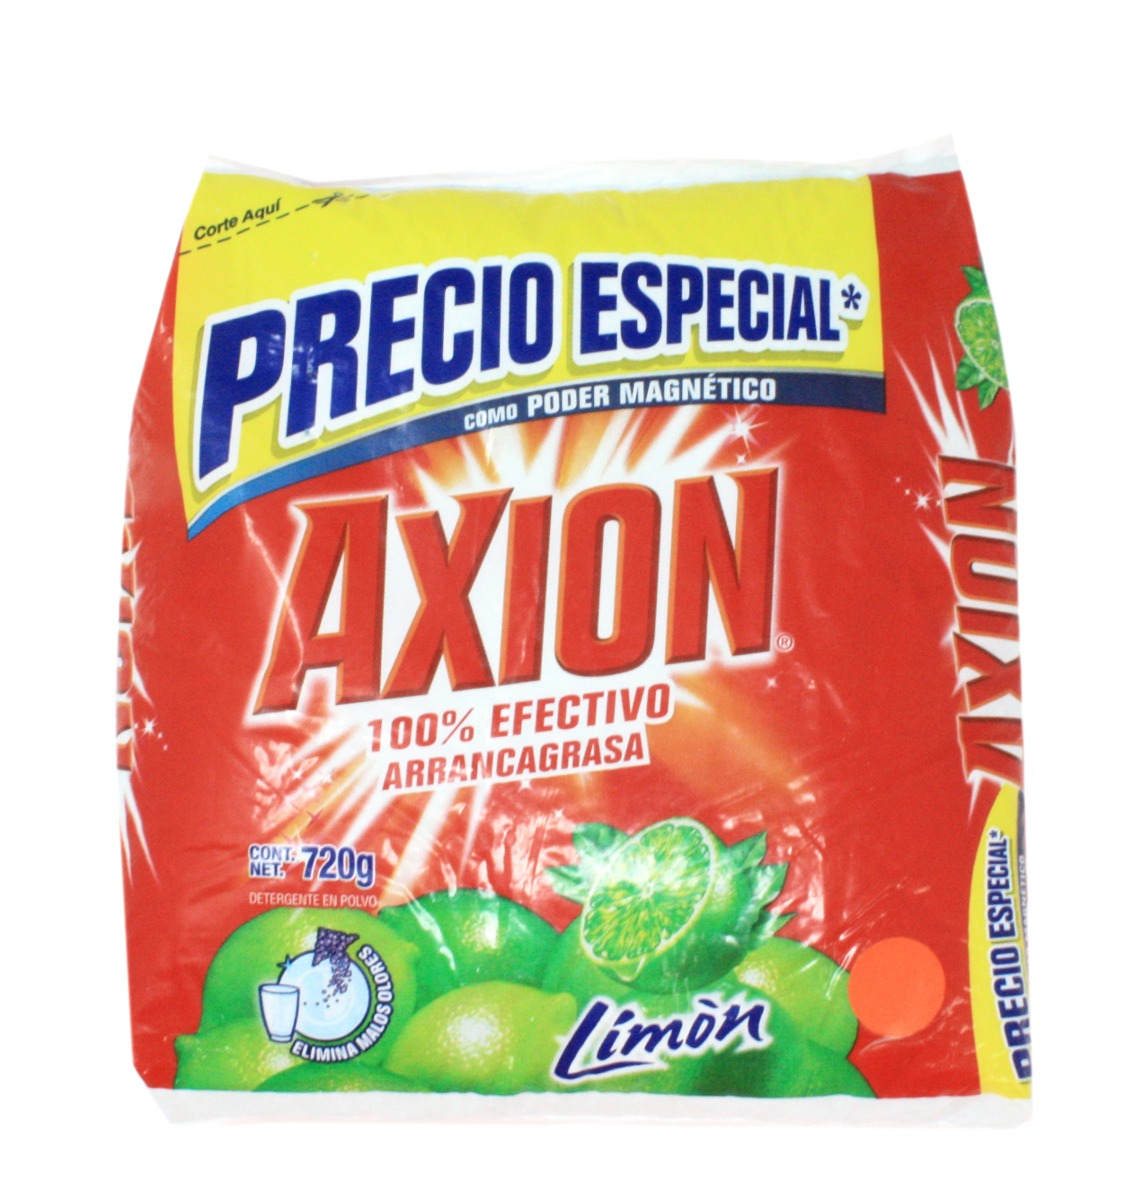 Corte Aquí
PRECIO ESPECIAL*
COMO PODER MAGNÉTICO
AXION®
100% EFECTIVO
ARRANCAGRASA
CONT. NET. 720g
DETERGENTE EN POLVO
ELIMINA MALOS OLORES
Limòn
AXION
PRECIO ESPECIAL*